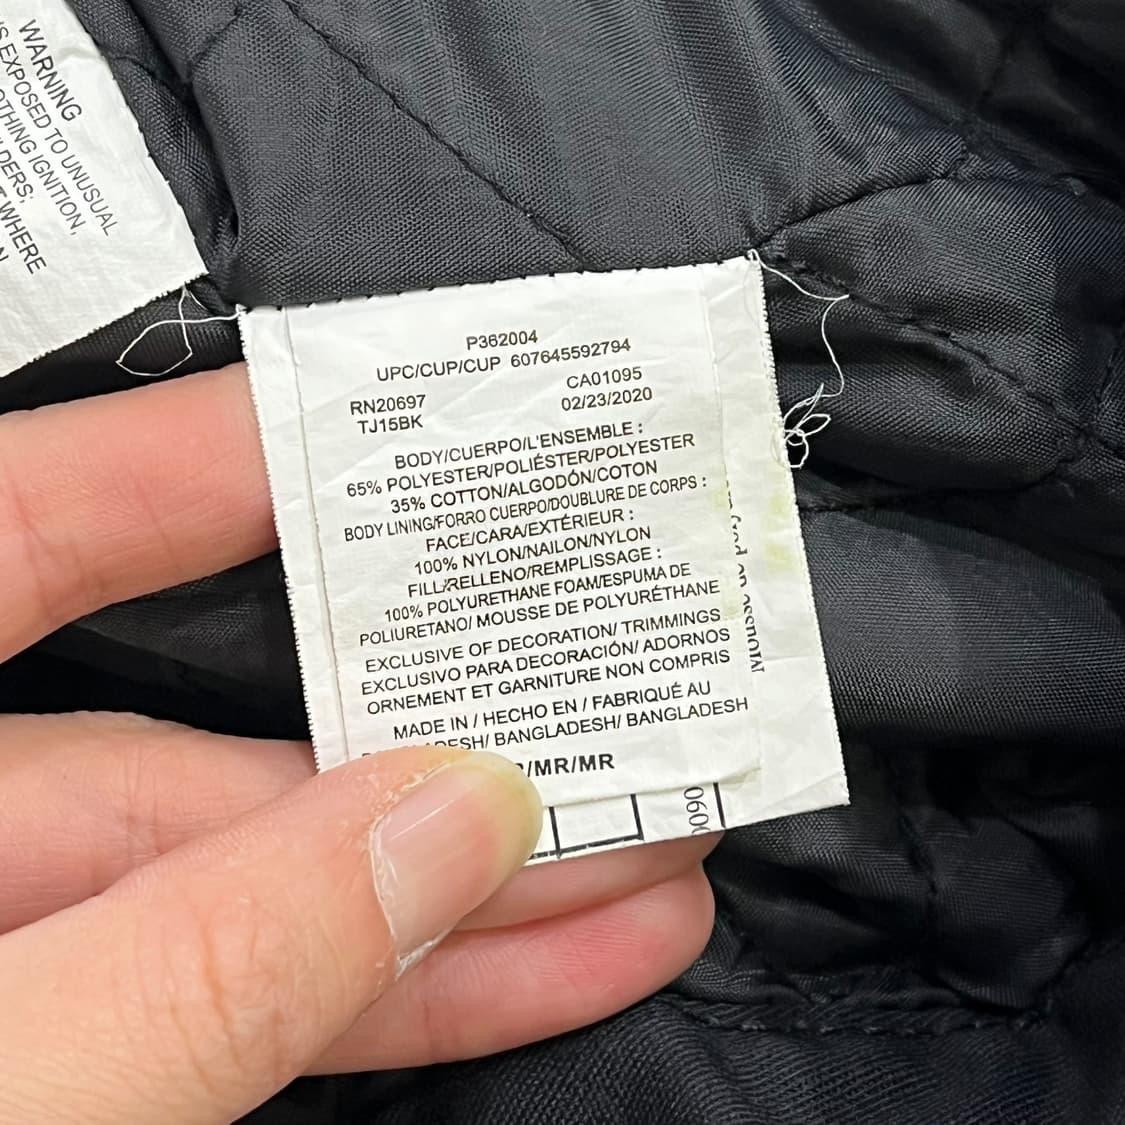 WARNING
EXPOSED TO UNUSUAL
IGNITION,
WHERE
P362004
UPC/CUP/CUP 607645592794
RN20697 CA01095
TJ15BK 02/23/2020
BODY/CUERPO/L'ENSEMBLE :
65% POLYESTER/POLIÉSTER/POLYESTER
35% COTTON/ALGODÓN/COTON
BODY LINING/FORRO CUERPO/DOUBLURE DE CORPS :
FACE/CARA/EXTÉRIEUR :
100% NYLON/NAILON/NYLON
FILL/RELLENO/REMPLISSAGE :
100% POLYURETHANE FOAM/ESPUMA DE
POLIURETANO/ MOUSSE DE POLYURÉTHANE
EXCLUSIVE OF DECORATION/ TRIMMINGS
EXCLUSIVO PARA DECORACIÓN/ ADORNOS
ORNEMENT ET GARNITURE NON COMPRIS
MADE IN / HECHO EN / FABRIQUÉ AU
BANGLADESH/ BANGLADESH
/MR/MR